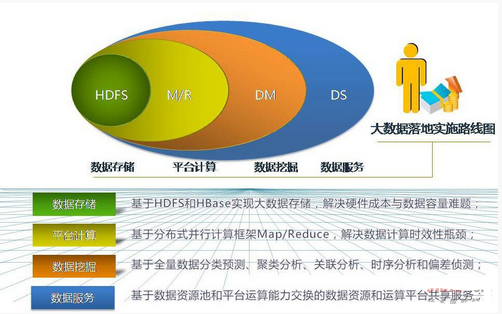 HDFS M/R DM DS
大数据落地实施路线图
数据存储 平台计算 数据挖掘 数据服务
数据存储 基于HDFS和HBase实现大数据存储，解决硬件成本与数据容量难题；
平台计算 基于分布式并行计算框架Map/Reduce，解决数据计算时效性瓶颈；
数据挖掘 基于全量数据分类预测、聚类分析、关联分析、时序分析和偏差侦测；
数据服务 基于数据资源池和平台运算能力交换的数据资源和运算平台共享服务。